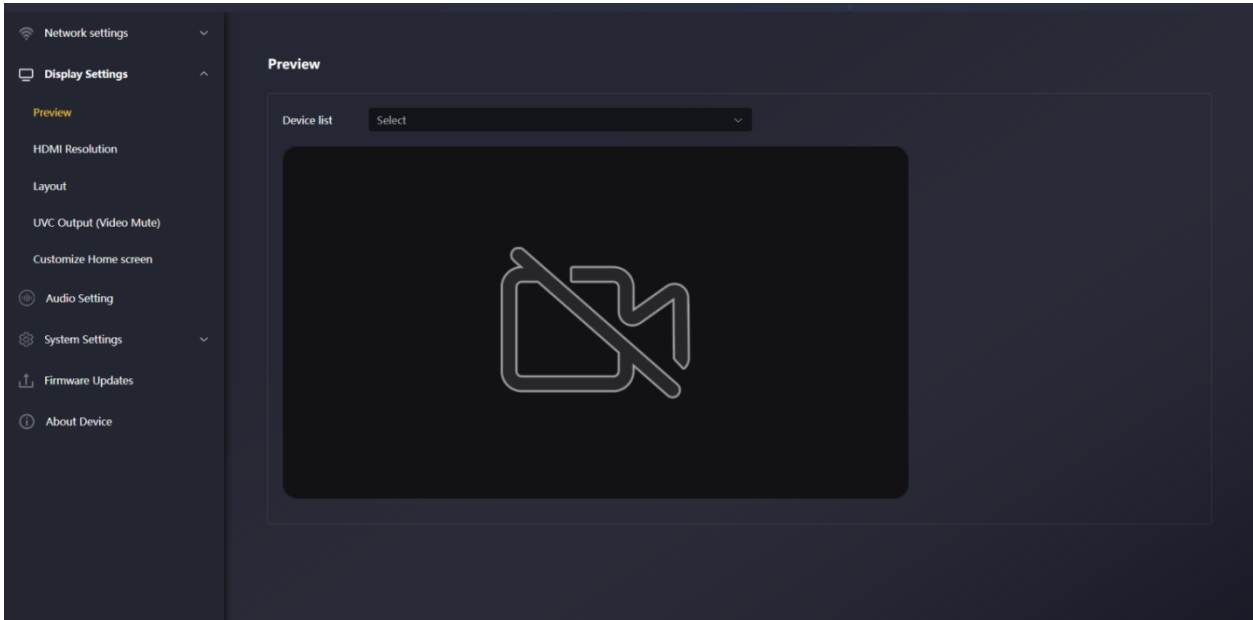 Network settings
Display Settings
Preview
HDMI Resolution
Layout
UVC Output (Video Mute)
Customize Home screen
Audio Setting
System Settings
Firmware Updates
About Device
Preview
Device list
Select